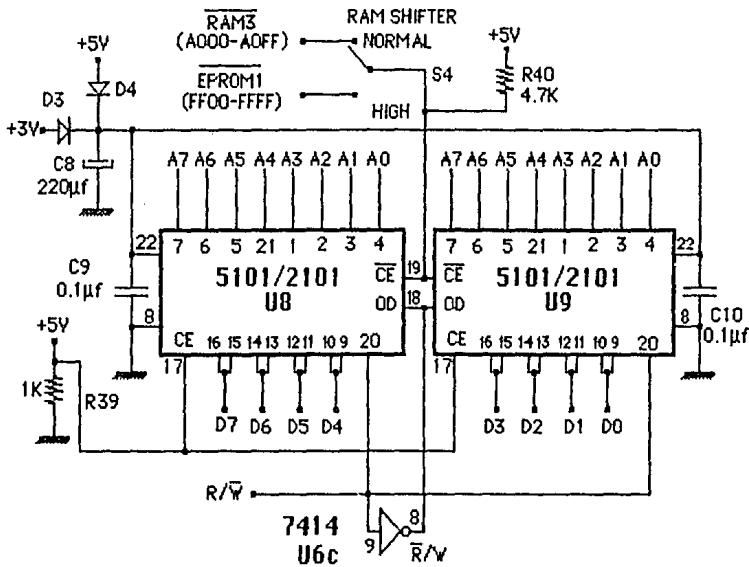 RAM3 RAM SHIFTER
+5V (A000-A0FF) NORMAL +5V
S4
R40
4.7K
D3 D4 EPROM1
(FF00-FFFF) HIGH
+3V
C8
220µf
A7 A6 A5 A4 A3 A2 A1 A0 A7 A6 A5 A4 A3 A2 A1 A0
7 6 5 21 1 2 3 4 7 6 5 21 1 2 3 4
22 CE 19 CE 22
5101/2101 5101/2101
U8 U9
OD 18 OD
C9
0.1µf
C10
0.1µf
8 8
+5V
CE 16 15 14 13 12 11 10 9 20 CE 16 15 14 13 12 11 10 9 20
17 17
1K R39
D7 D6 D5 D4 D3 D2 D1 D0
R/W
7414
U6c
9 8
R/W